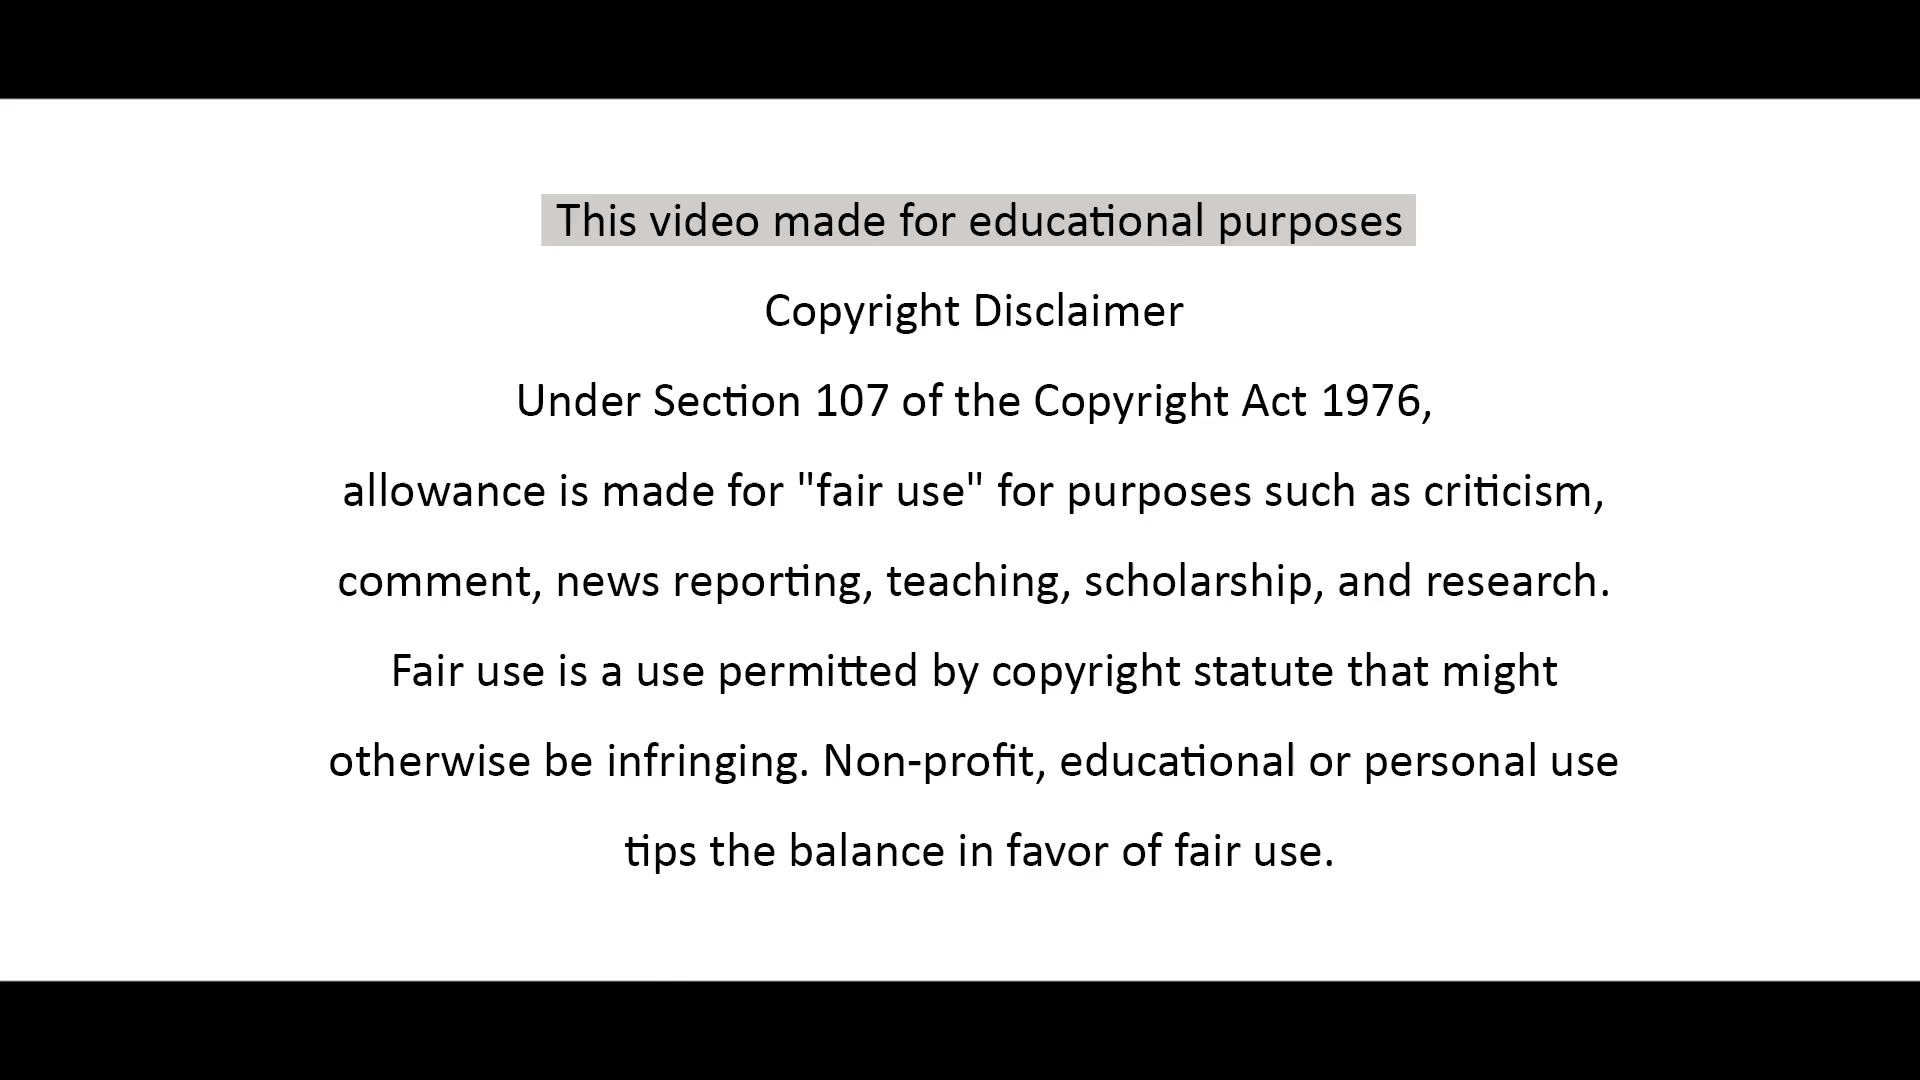 This video made for educational purposes
Copyright Disclaimer
Under Section 107 of the Copyright Act 1976,
allowance is made for "fair use" for purposes such as criticism,
comment, news reporting, teaching, scholarship, and research.
Fair use is a use permitted by copyright statute that might
otherwise be infringing. Non-profit, educational or personal use
tips the balance in favor of fair use.